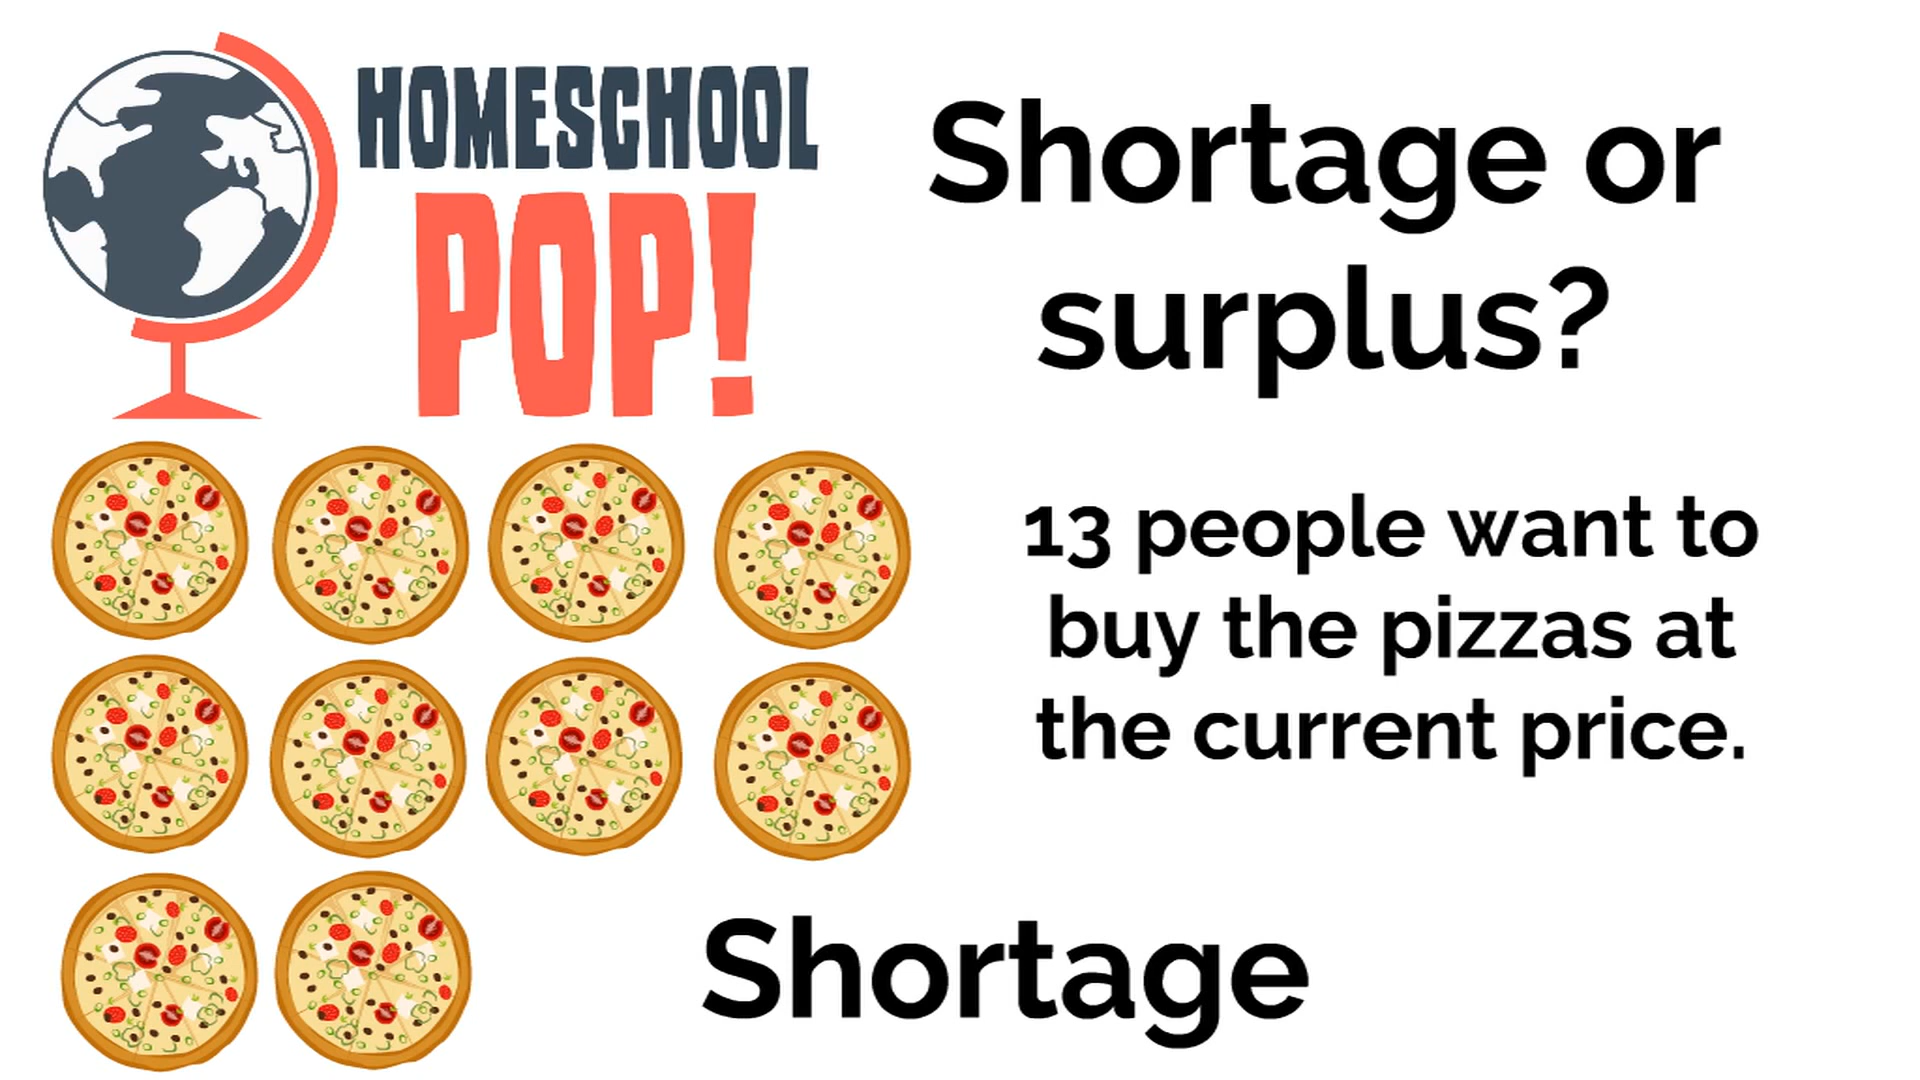 HOMESCHOOL
POP!
Shortage or
surplus?
13 people want to
buy the pizzas at
the current price.
Shortage